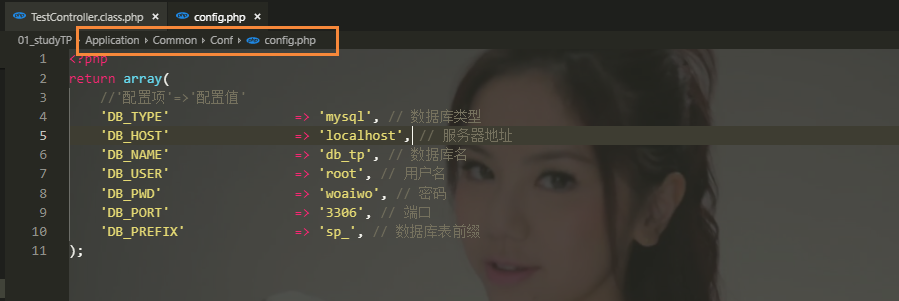 TestController.class.php × config.php ×
01_studyTP > Application > Common > Conf > config.php
1 <?php
2 return array(
3 //'配置项'=>'配置值'
4 'DB_TYPE' => 'mysql', // 数据库类型
5 'DB_HOST' => 'localhost', // 服务器地址
6 'DB_NAME' => 'db_tp', // 数据库名
7 'DB_USER' => 'root', // 用户名
8 'DB_PWD' => 'woaiwo', // 密码
9 'DB_PORT' => '3306', // 端口
10 'DB_PREFIX' => 'sp_', // 数据库表前缀
11 );